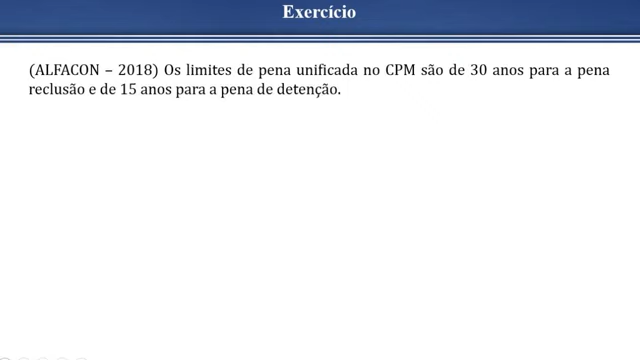 Exercício
(ALFACON – 2018) Os limites de pena unificada no CPM são de 30 anos para a pena
reclusão e de 15 anos para a pena de detenção.